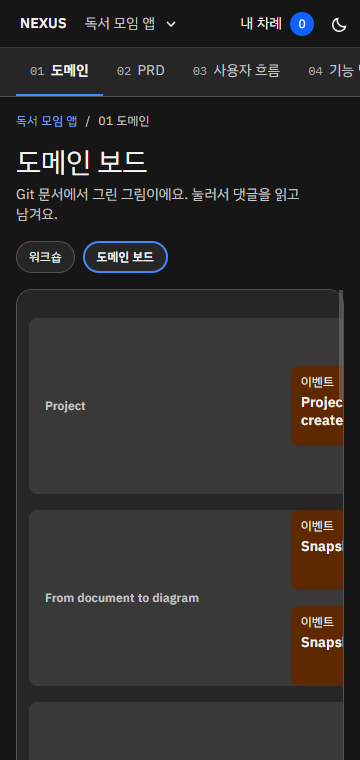 NEXUS 독서 모임 앱 내 차례 0
01 도메인 02 PRD 03 사용자 흐름 04 기능
독서 모임 앱 / 01 도메인
도메인 보드
Git 문서에서 그린 그림이에요. 눌러서 댓글을 읽고
남겨요.
워크숍 도메인 보드
이벤트
Projec
create
Project
이벤트
Snaps
From document to diagram
이벤트
Snaps